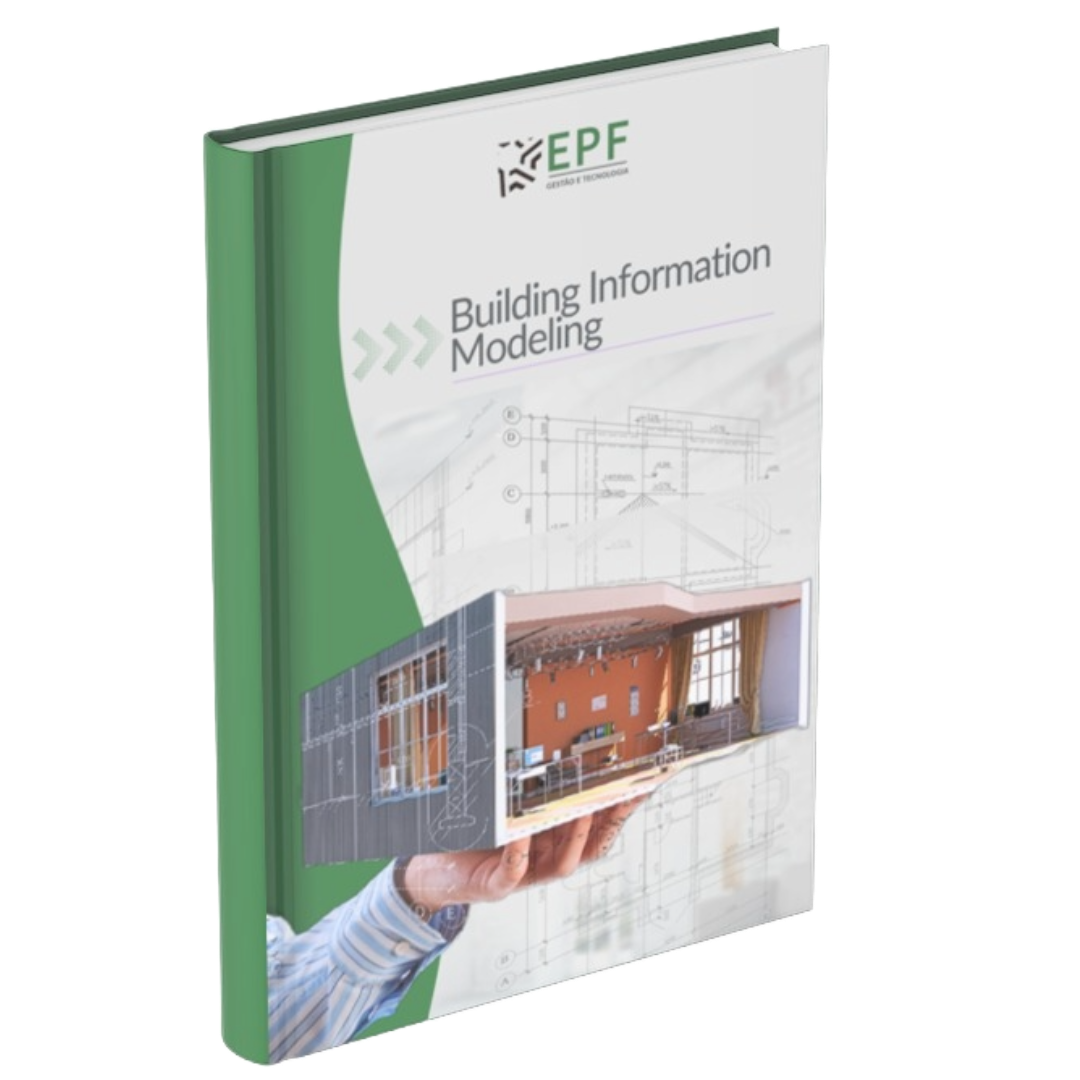 EPF
GESTÃO E TECNOLOGIA
Building Information
Modeling
E
D
C
D
E
B
A